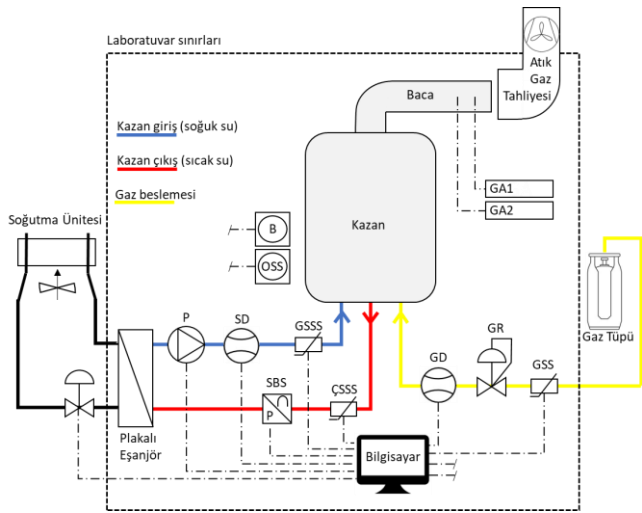 Laboratuvar sınırları
Atık
Gaz
Tahliyesi
Baca
Kazan giriş (soğuk su)
Kazan çıkış (sıcak su)
Gaz beslemesi
GA1
GA2
Soğutma Ünitesi
B
OSS
Kazan
P
SD
GSSS
GR
GD
GSS
Gaz Tüpü
SBS
P
ÇSSS
Plakalı
Eşanjör
Bilgisayar